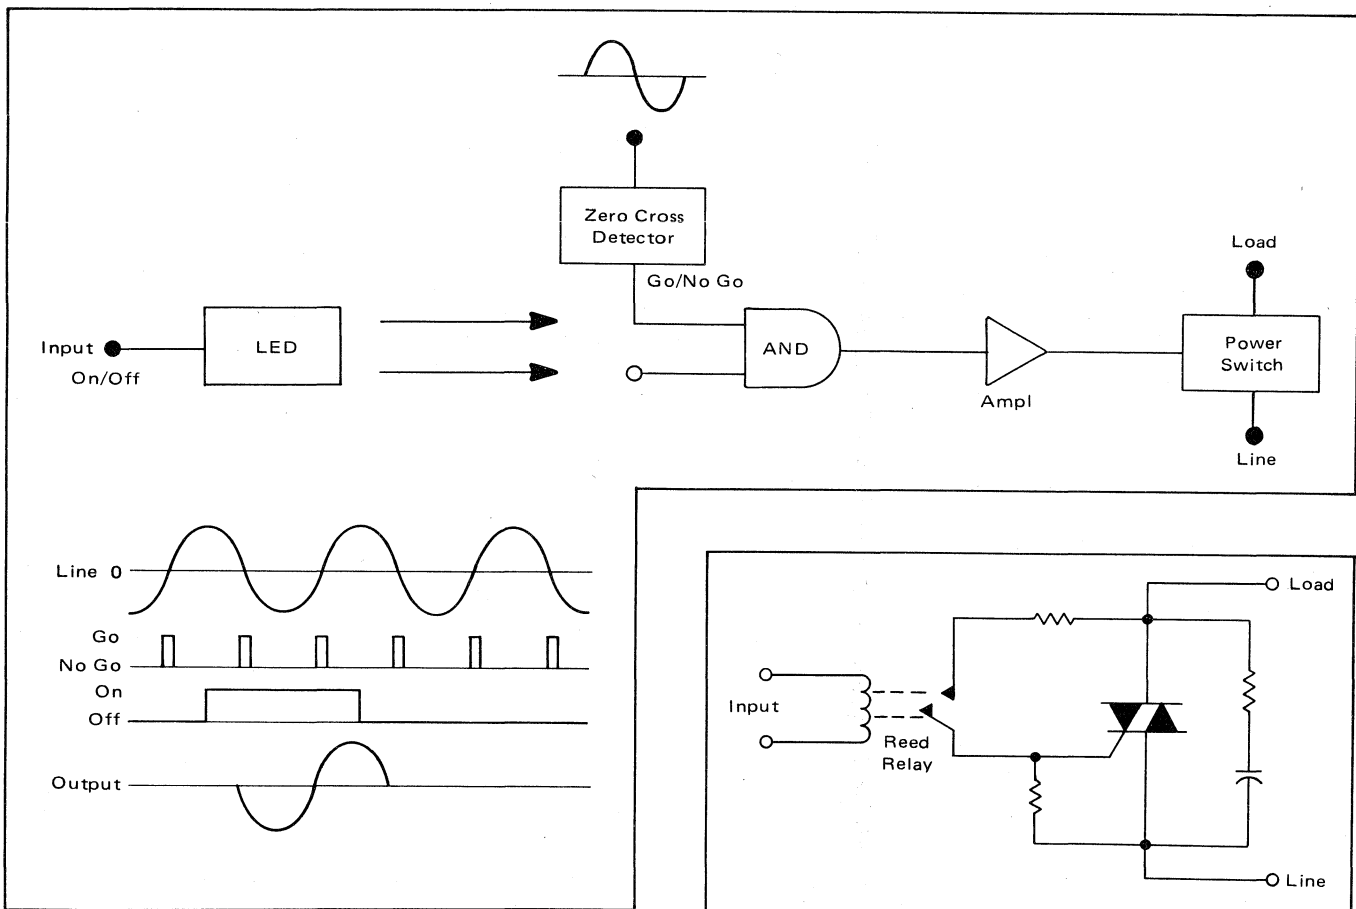 Zero Cross
Detector
Go/No Go
Load
Input
On/Off
LED
AND
Ampl
Power
Switch
Line
Line 0
Go
No Go
On
Off
Output
Load
Input
Reed
Relay
Line